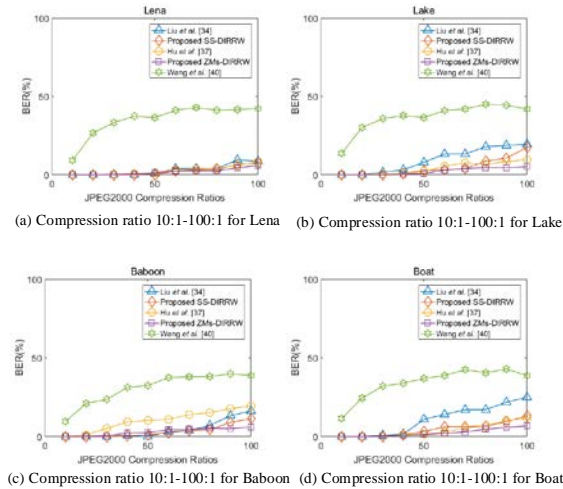 Lena
Lake
100
50
0
BER(%)
Liu et al. [34]
Proposed SS-DIRRW
Hu et al. [37]
Proposed ZMs-DIRRW
Wang et al. [40]
0
50
100
JPEG2000 Compression Ratios
100
50
0
BER(%)
Liu et al. [34]
Proposed SS-DIRRW
Hu et al. [37]
Proposed ZMs-DIRRW
Wang et al. [40]
0
50
100
JPEG2000 Compression Ratios
(a) Compression ratio 10:1-100:1 for Lena
(b) Compression ratio 10:1-100:1 for Lake
Baboon
Boat
100
50
0
BER(%)
Liu et al. [34]
Proposed SS-DIRRW
Hu et al. [37]
Proposed ZMs-DIRRW
Wang et al. [40]
0
50
100
JPEG2000 Compression Ratios
100
50
0
BER(%)
Liu et al. [34]
Proposed SS-DIRRW
Hu et al. [37]
Proposed ZMs-DIRRW
Wang et al. [40]
0
50
100
JPEG2000 Compression Ratios
(c) Compression ratio 10:1-100:1 for Baboon
(d) Compression ratio 10:1-100:1 for Boat